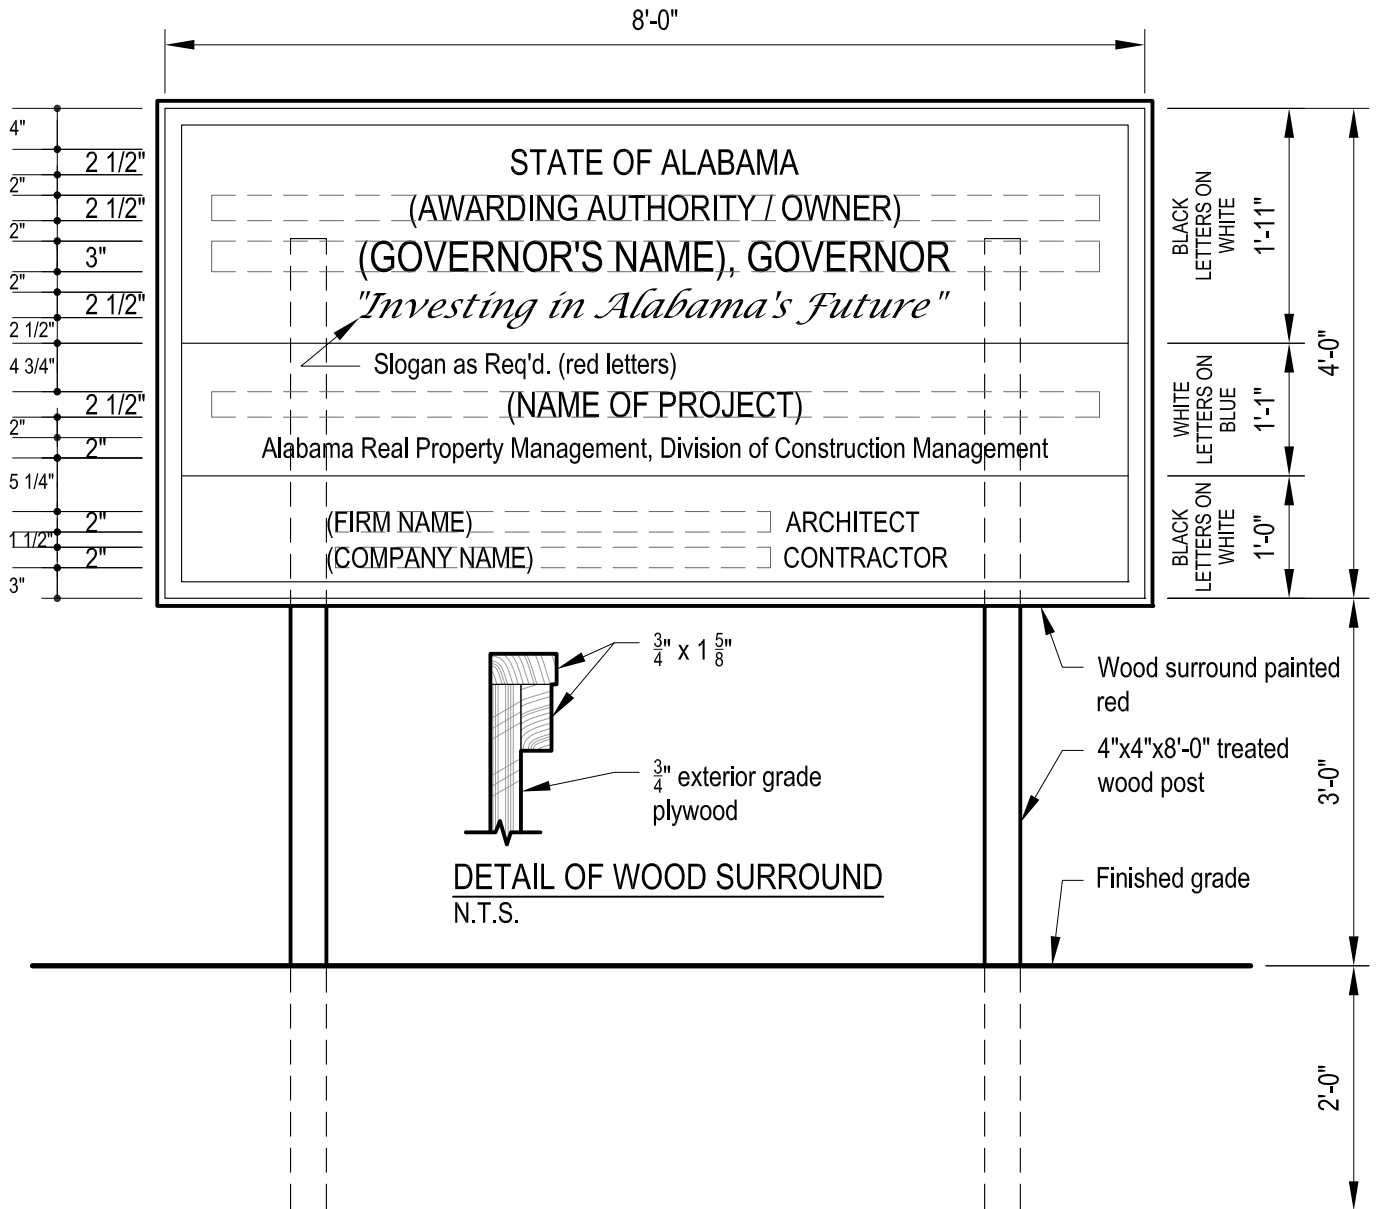 8'-0"
4"
2 1/2"
2"
2 1/2"
2"
3"
2"
2 1/2"
2 1/2"
4 3/4"
2 1/2"
2"
2"
5 1/4"
2"
1 1/2"
2"
3"
STATE OF ALABAMA
(AWARDING AUTHORITY / OWNER)
(GOVERNOR'S NAME), GOVERNOR
"Investing in Alabama's Future"
Slogan as Req'd. (red letters)
(NAME OF PROJECT)
Alabama Real Property Management, Division of Construction Management
(FIRM NAME) ARCHITECT
(COMPANY NAME) CONTRACTOR
BLACK
LETTERS ON
WHITE
1'-11"
WHITE
LETTERS ON
BLUE
1'-1"
BLACK
LETTERS ON
WHITE
1'-0"
4'-0"
3'-0"
2'-0"
3/4" x 1 5/8"
3/4" exterior grade
plywood
DETAIL OF WOOD SURROUND
N.T.S.
Wood surround painted
red
4"x4"x8'-0" treated
wood post
Finished grade